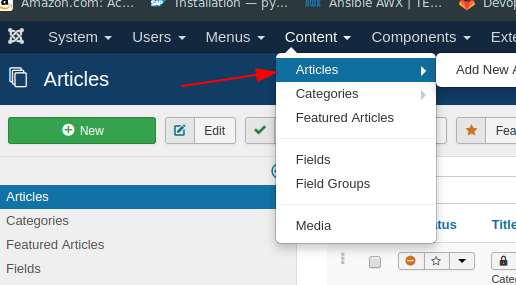 Amazon.com: Ac... Installation — py... Ansible AWX | TE... Devop
System Users Menus Content Components Exte
Articles
Articles Add New A
Categories
Featured Articles
New Edit Fea
Fields
Field Groups
Articles
Media
Categories tus Title
Featured Articles
Fields
Categ